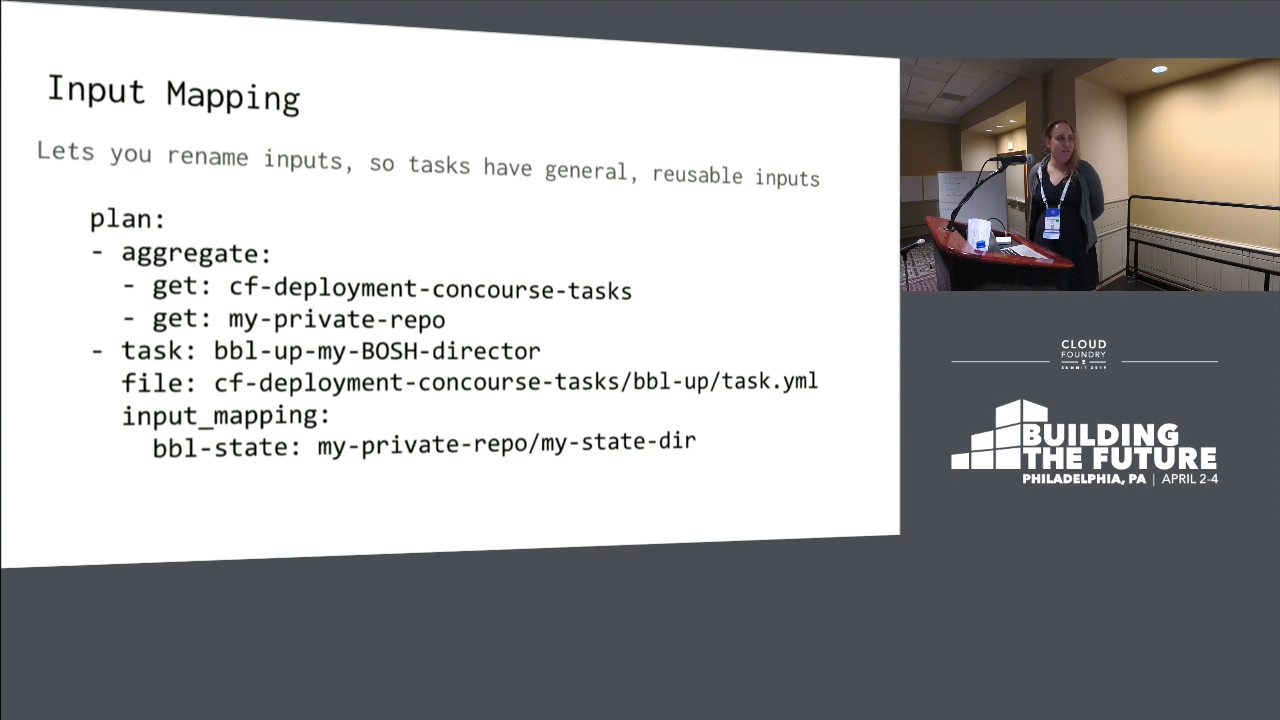 Input Mapping
Lets you rename inputs, so tasks have general, reusable inputs
plan:
- aggregate:
- get: cf-deployment-concourse-tasks
- get: my-private-repo
- task: bbl-up-my-BOSH-director
file: cf-deployment-concourse-tasks/bbl-up/task.yml
input_mapping:
bbl-state: my-private-repo/my-state-dir
CLOUD
FOUNDRY
SUMMIT 2019
BUILDING
THE FUTURE
PHILADELPHIA, PA | APRIL 2-4